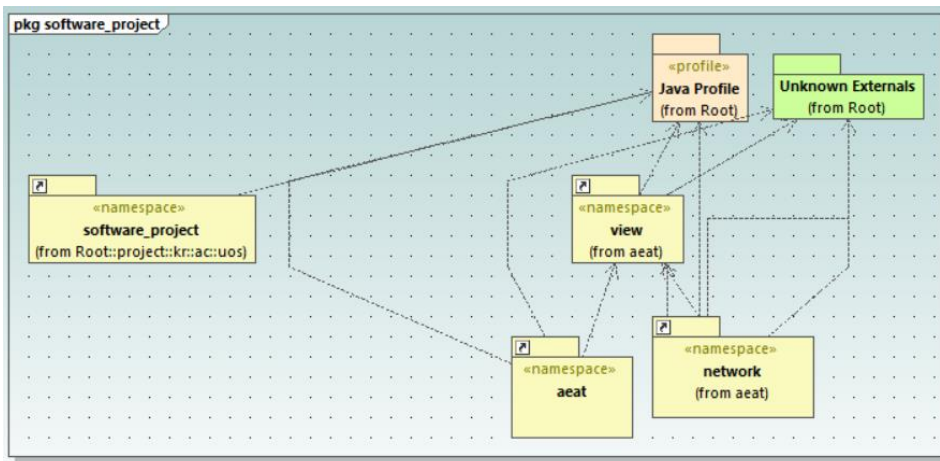 pkg software_project
«profile»
Java Profile
(from Root)
Unknown Externals
(from Root)
«namespace»
software_project
(from Root::project::kr::ac::uos)
«namespace»
view
(from aeat)
«namespace»
aeat
«namespace»
network
(from aeat)